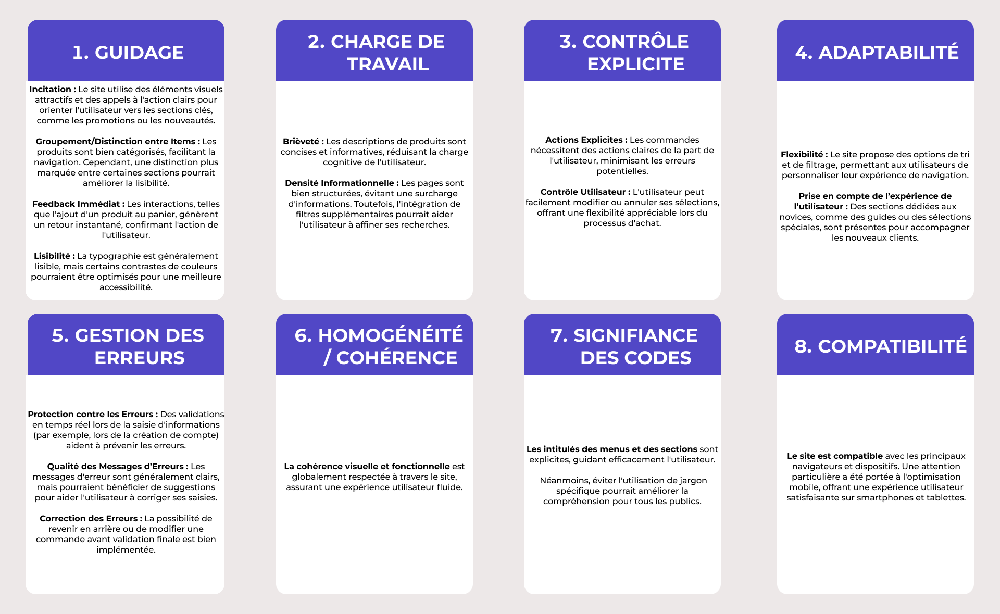 1. GUIDAGE
Incitation : Le site utilise des éléments visuels
attractifs et des appels à l'action clairs pour
orienter l'utilisateur vers les sections clés,
comme les promotions ou les nouveautés.
Groupement/Distinction entre Items : Les
produits sont bien catégorisés, facilitant la
navigation. Cependant, une distinction plus
marquée entre certaines sections pourrait
améliorer la lisibilité.
Feedback Immédiat : Les interactions, telles
que l'ajout d'un produit au panier, génèrent
un retour instantané, confirmant l'action de
l'utilisateur.
Lisibilité : La typographie est généralement
lisible, mais certains contrastes de couleurs
pourraient être optimisés pour une meilleure
accessibilité.
2. CHARGE DE
TRAVAIL
Brièveté : Les descriptions de produits sont
concises et informatives, réduisant la charge
cognitive de l'utilisateur.
Densité Informationnelle : Les pages sont
bien structurées, évitant une surcharge
d'informations. Toutefois, l'intégration de
filtres supplémentaires pourrait aider
l'utilisateur à affiner ses recherches.
3. CONTRÔLE
EXPLICITE
Actions Explicites : Les commandes
nécessitent des actions claires de la part de
l'utilisateur, minimisant les erreurs
potentielles.
Contrôle Utilisateur : L'utilisateur peut
facilement modifier ou annuler ses sélections,
offrant une flexibilité appréciable lors du
processus d'achat.
4. ADAPTABILITÉ
Flexibilité : Le site propose des options de tri
et de filtrage, permettant aux utilisateurs de
personnaliser leur expérience de navigation.
Prise en compte de l’expérience de
l’utilisateur : Des sections dédiées aux
novices, comme des guides ou des sélections
spéciales, sont présentes pour accompagner
les nouveaux clients.
5. GESTION DES
ERREURS
Protection contre les Erreurs : Des validations
en temps réel lors de la saisie d'informations
(par exemple, lors de la création de compte)
aident à prévenir les erreurs.
Qualité des Messages d’Erreurs : Les
messages d'erreur sont généralement clairs,
mais pourraient bénéficier de suggestions
pour aider l'utilisateur à corriger ses saisies.
Correction des Erreurs : La possibilité de
revenir en arrière ou de modifier une
commande avant validation finale est bien
implémentée.
6. HOMOGÉNÉITÉ
/ COHÉRENCE
La cohérence visuelle et fonctionnelle est
globalement respectée à travers le site,
assurant une expérience utilisateur fluide.
7. SIGNIFIANCE
DES CODES
Les intitulés des menus et des sections sont
explicites, guidant efficacement l'utilisateur.
Néanmoins, éviter l'utilisation de jargon
spécifique pourrait améliorer la
compréhension pour tous les publics.
8. COMPATIBILITÉ
Le site est compatible avec les principaux
navigateurs et dispositifs. Une attention
particulière a été portée à l'optimisation
mobile, offrant une expérience utilisateur
satisfaisante sur smartphones et tablettes.